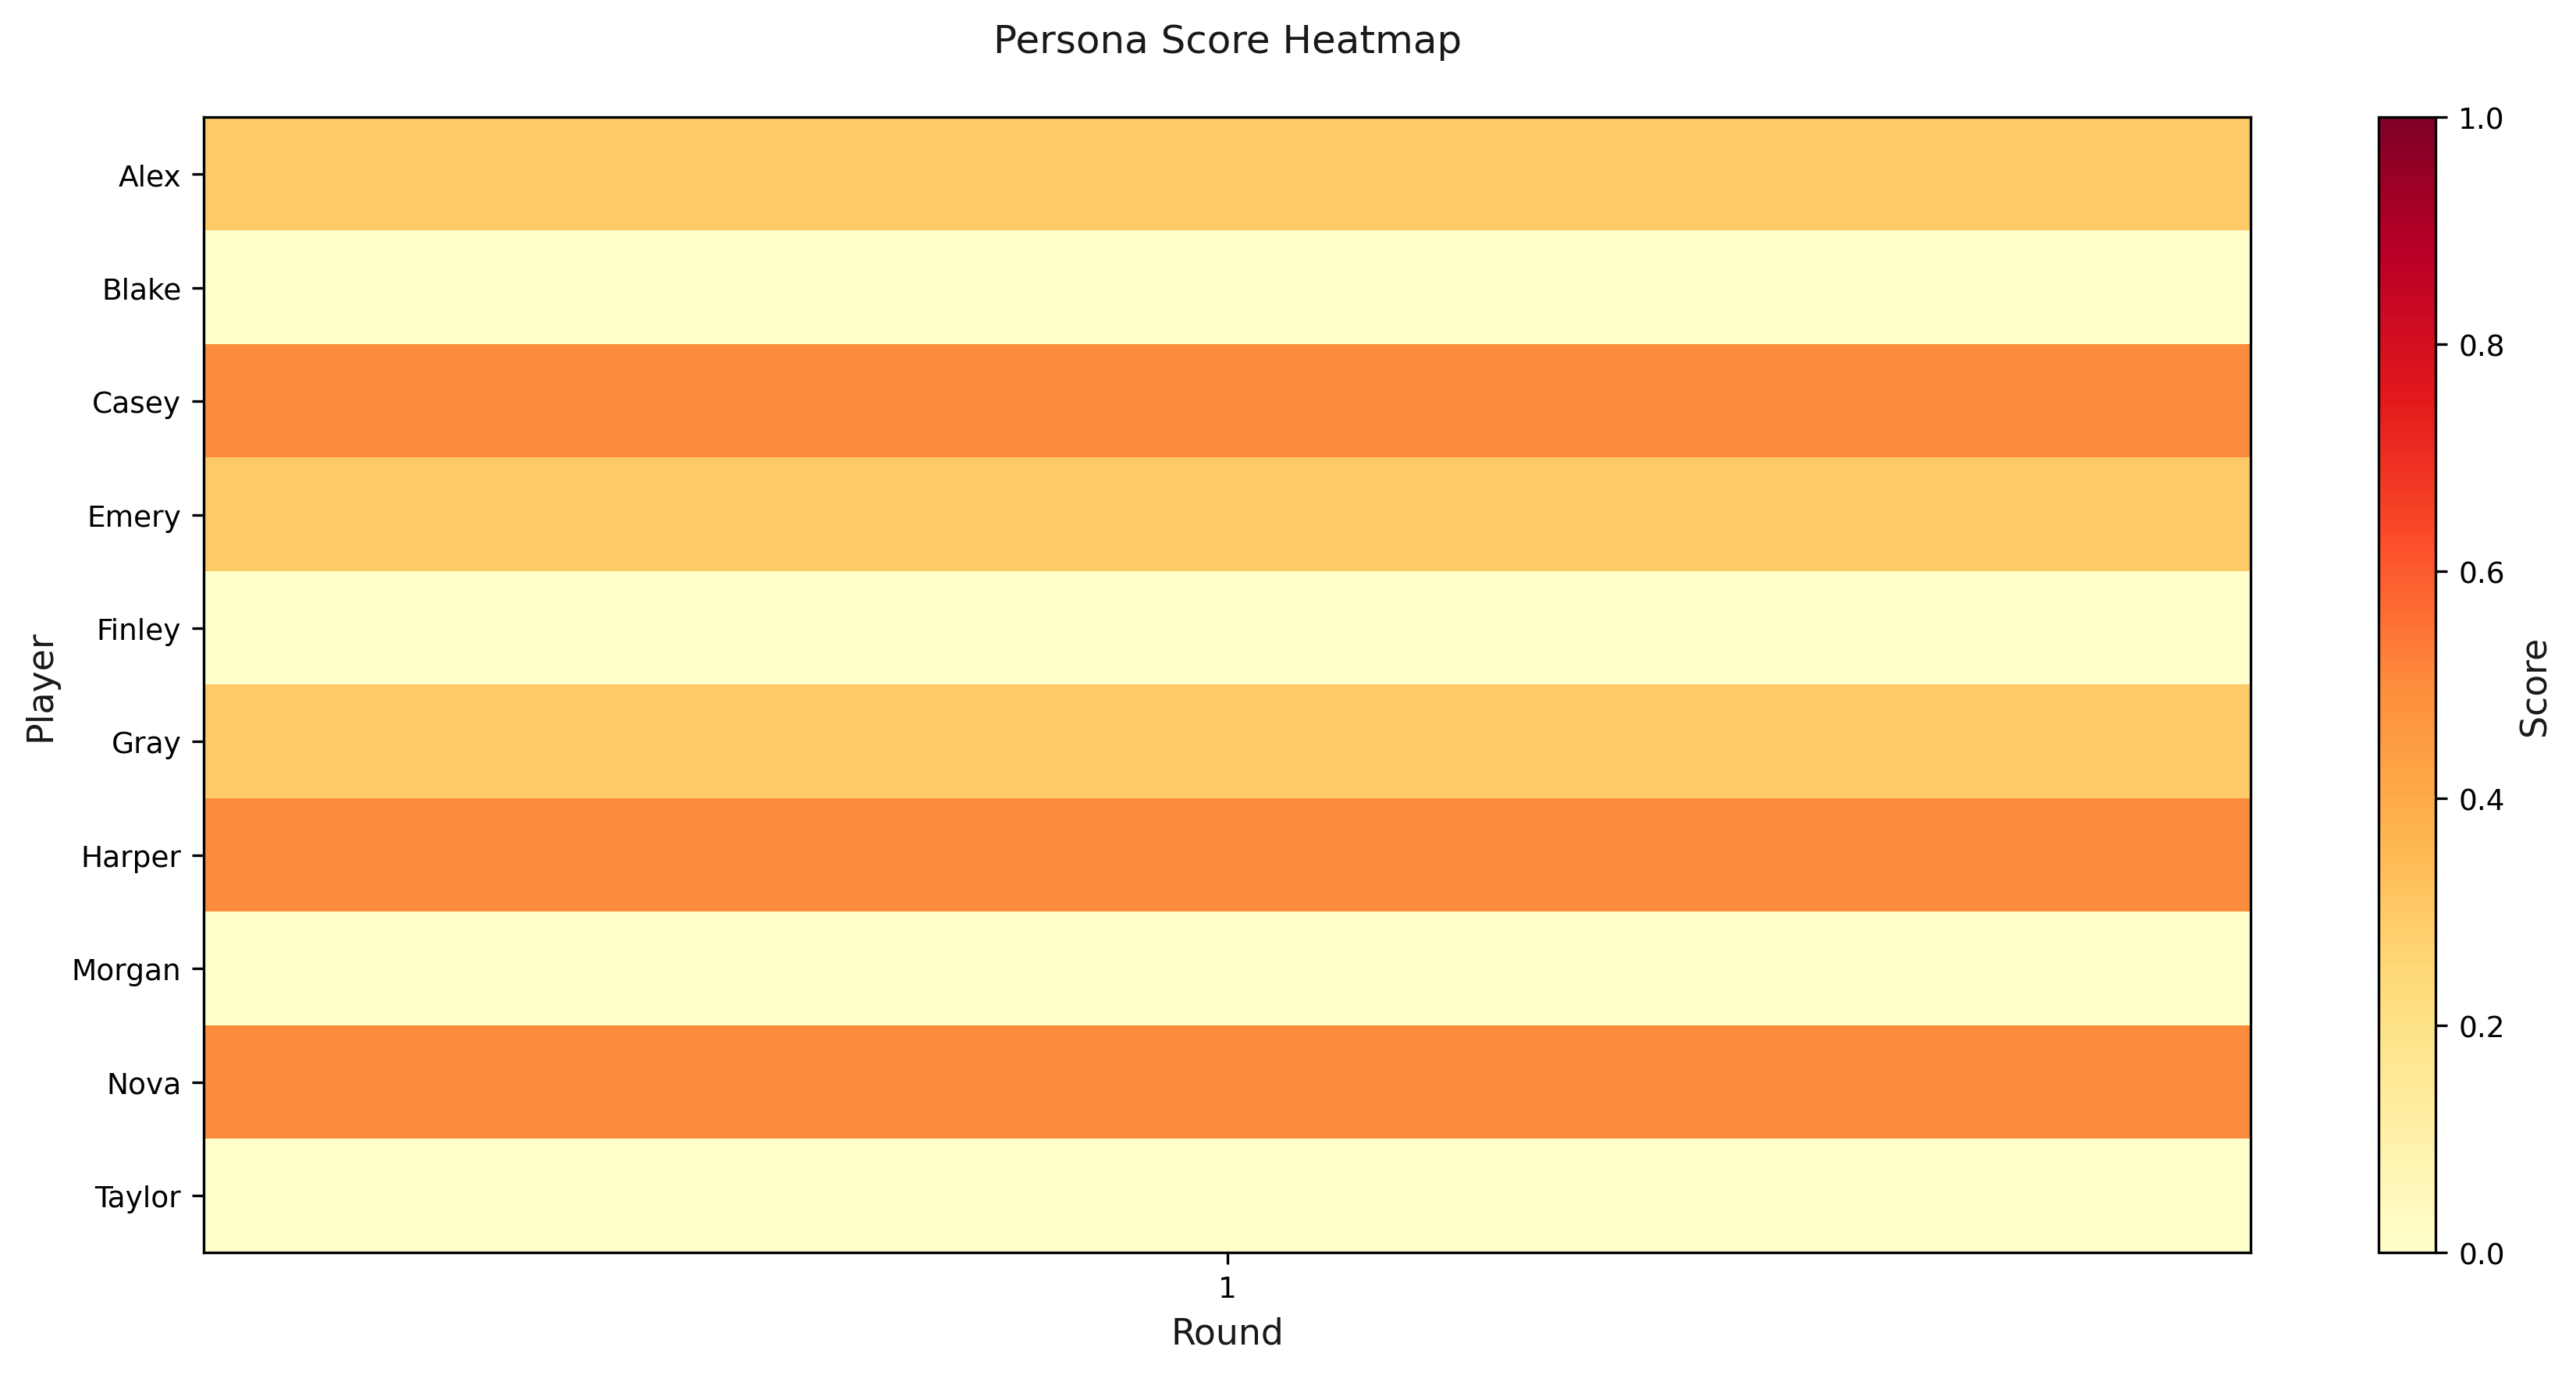 Persona Score Heatmap
Player
Alex
Blake
Casey
Emery
Finley
Gray
Harper
Morgan
Nova
Taylor
1
Round
1.0
0.8
0.6
0.4
0.2
0.0
Score